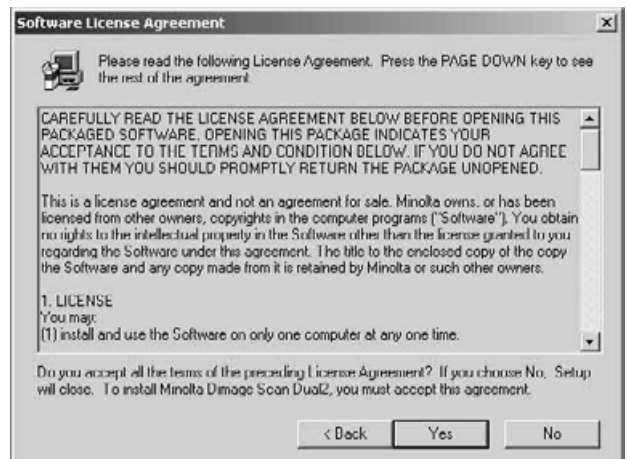 Software License Agreement
Please read the following License Agreement. Press the PAGE DOWN key to see
the rest of the agreement
CAREFULLY READ THE LICENSE AGREEMENT BELOW BEFORE OPENING THIS
PACKAGED SOFTWARE. OPENING THIS PACKAGE INDICATES YOUR
ACCEPTANCE TO THE TERMS AND CONDITION BELOW. IF YOU DO NOT AGREE
WITH THEM YOU SHOULD PROMPTLY RETURN THE PACKAGE UNOPENED.
This is a license agreement and not an agreement for sale. Minolta owns, or has been
licensed from other owners, copyrights in the computer programs ("Software"). You obtain
no rights to the intellectual property in the Software other than the license granted to you
regarding the Software under this agreement. The title to the enclosed copy of the copy
the Software and any copy made from it is retained by Minolta or such other owners.
1. LICENSE
You may:
(1) install and use the Software on only one computer at any one time.
Do you accept all the terms of the preceding License Agreement? If you choose No, Setup
will close. To install Minolta Dimage Scan Dual2, you must accept this agreement.
< Back Yes No